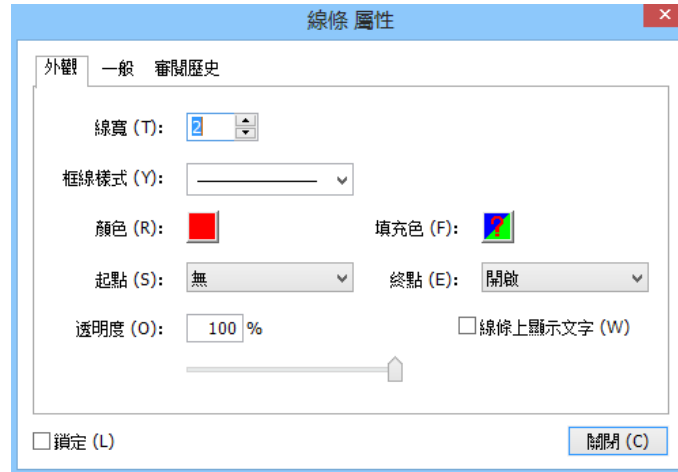 線條 屬性
外觀 一般 審閱歷史
線寬 (T): 2
框線樣式 (Y):
顏色 (R): 填充色 (F): ?
起點 (S): 無 終點 (E): 開啟
透明度 (O): 100 % 線條上顯示文字 (W)
鎖定 (L) 關閉 (C)